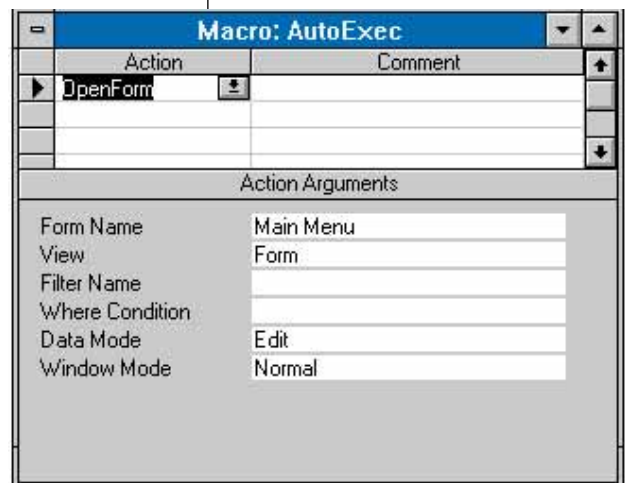 Macro: AutoExec
Action Comment
OpenForm
Action Arguments
Form Name Main Menu
View Form
Filter Name
Where Condition
Data Mode Edit
Window Mode Normal